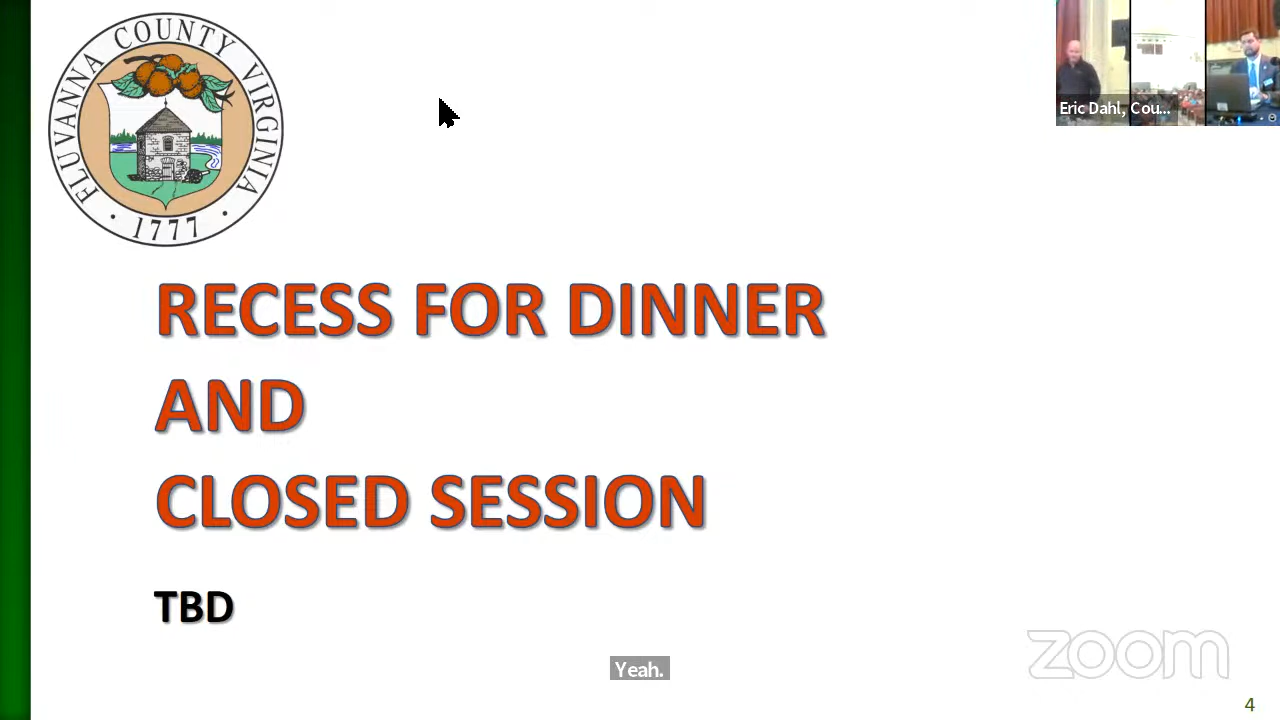 FLUVANNA COUNTY VIRGINIA
· 1777 ·
Eric Dahl, Cou...
RECESS FOR DINNER
AND
CLOSED SESSION
TBD
Yeah.
zoom
4